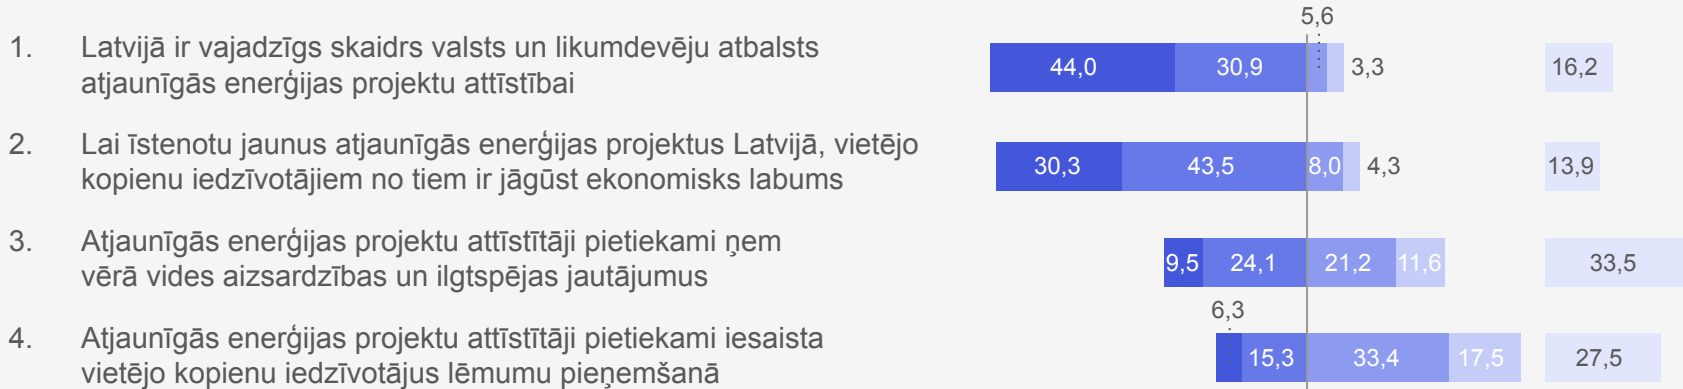 5,6
1. Latvijā ir vajadzīgs skaidrs valsts un likumdevēju atbalsts
atjaunīgās enerģijas projektu attīstībai
44,0 30,9 3,3 16,2
2. Lai īstenotu jaunus atjaunīgās enerģijas projektus Latvijā, vietējo
kopienu iedzīvotājiem no tiem ir jāgūst ekonomisks labums
30,3 43,5 8,0 4,3 13,9
3. Atjaunīgās enerģijas projektu attīstītāji pietiekami ņem
vērā vides aizsardzības un ilgtspējas jautājumus
9,5 24,1 21,2 11,6 33,5
6,3
4. Atjaunīgās enerģijas projektu attīstītāji pietiekami iesaista
vietējo kopienu iedzīvotājus lēmumu pieņemšanā
15,3 33,4 17,5 27,5